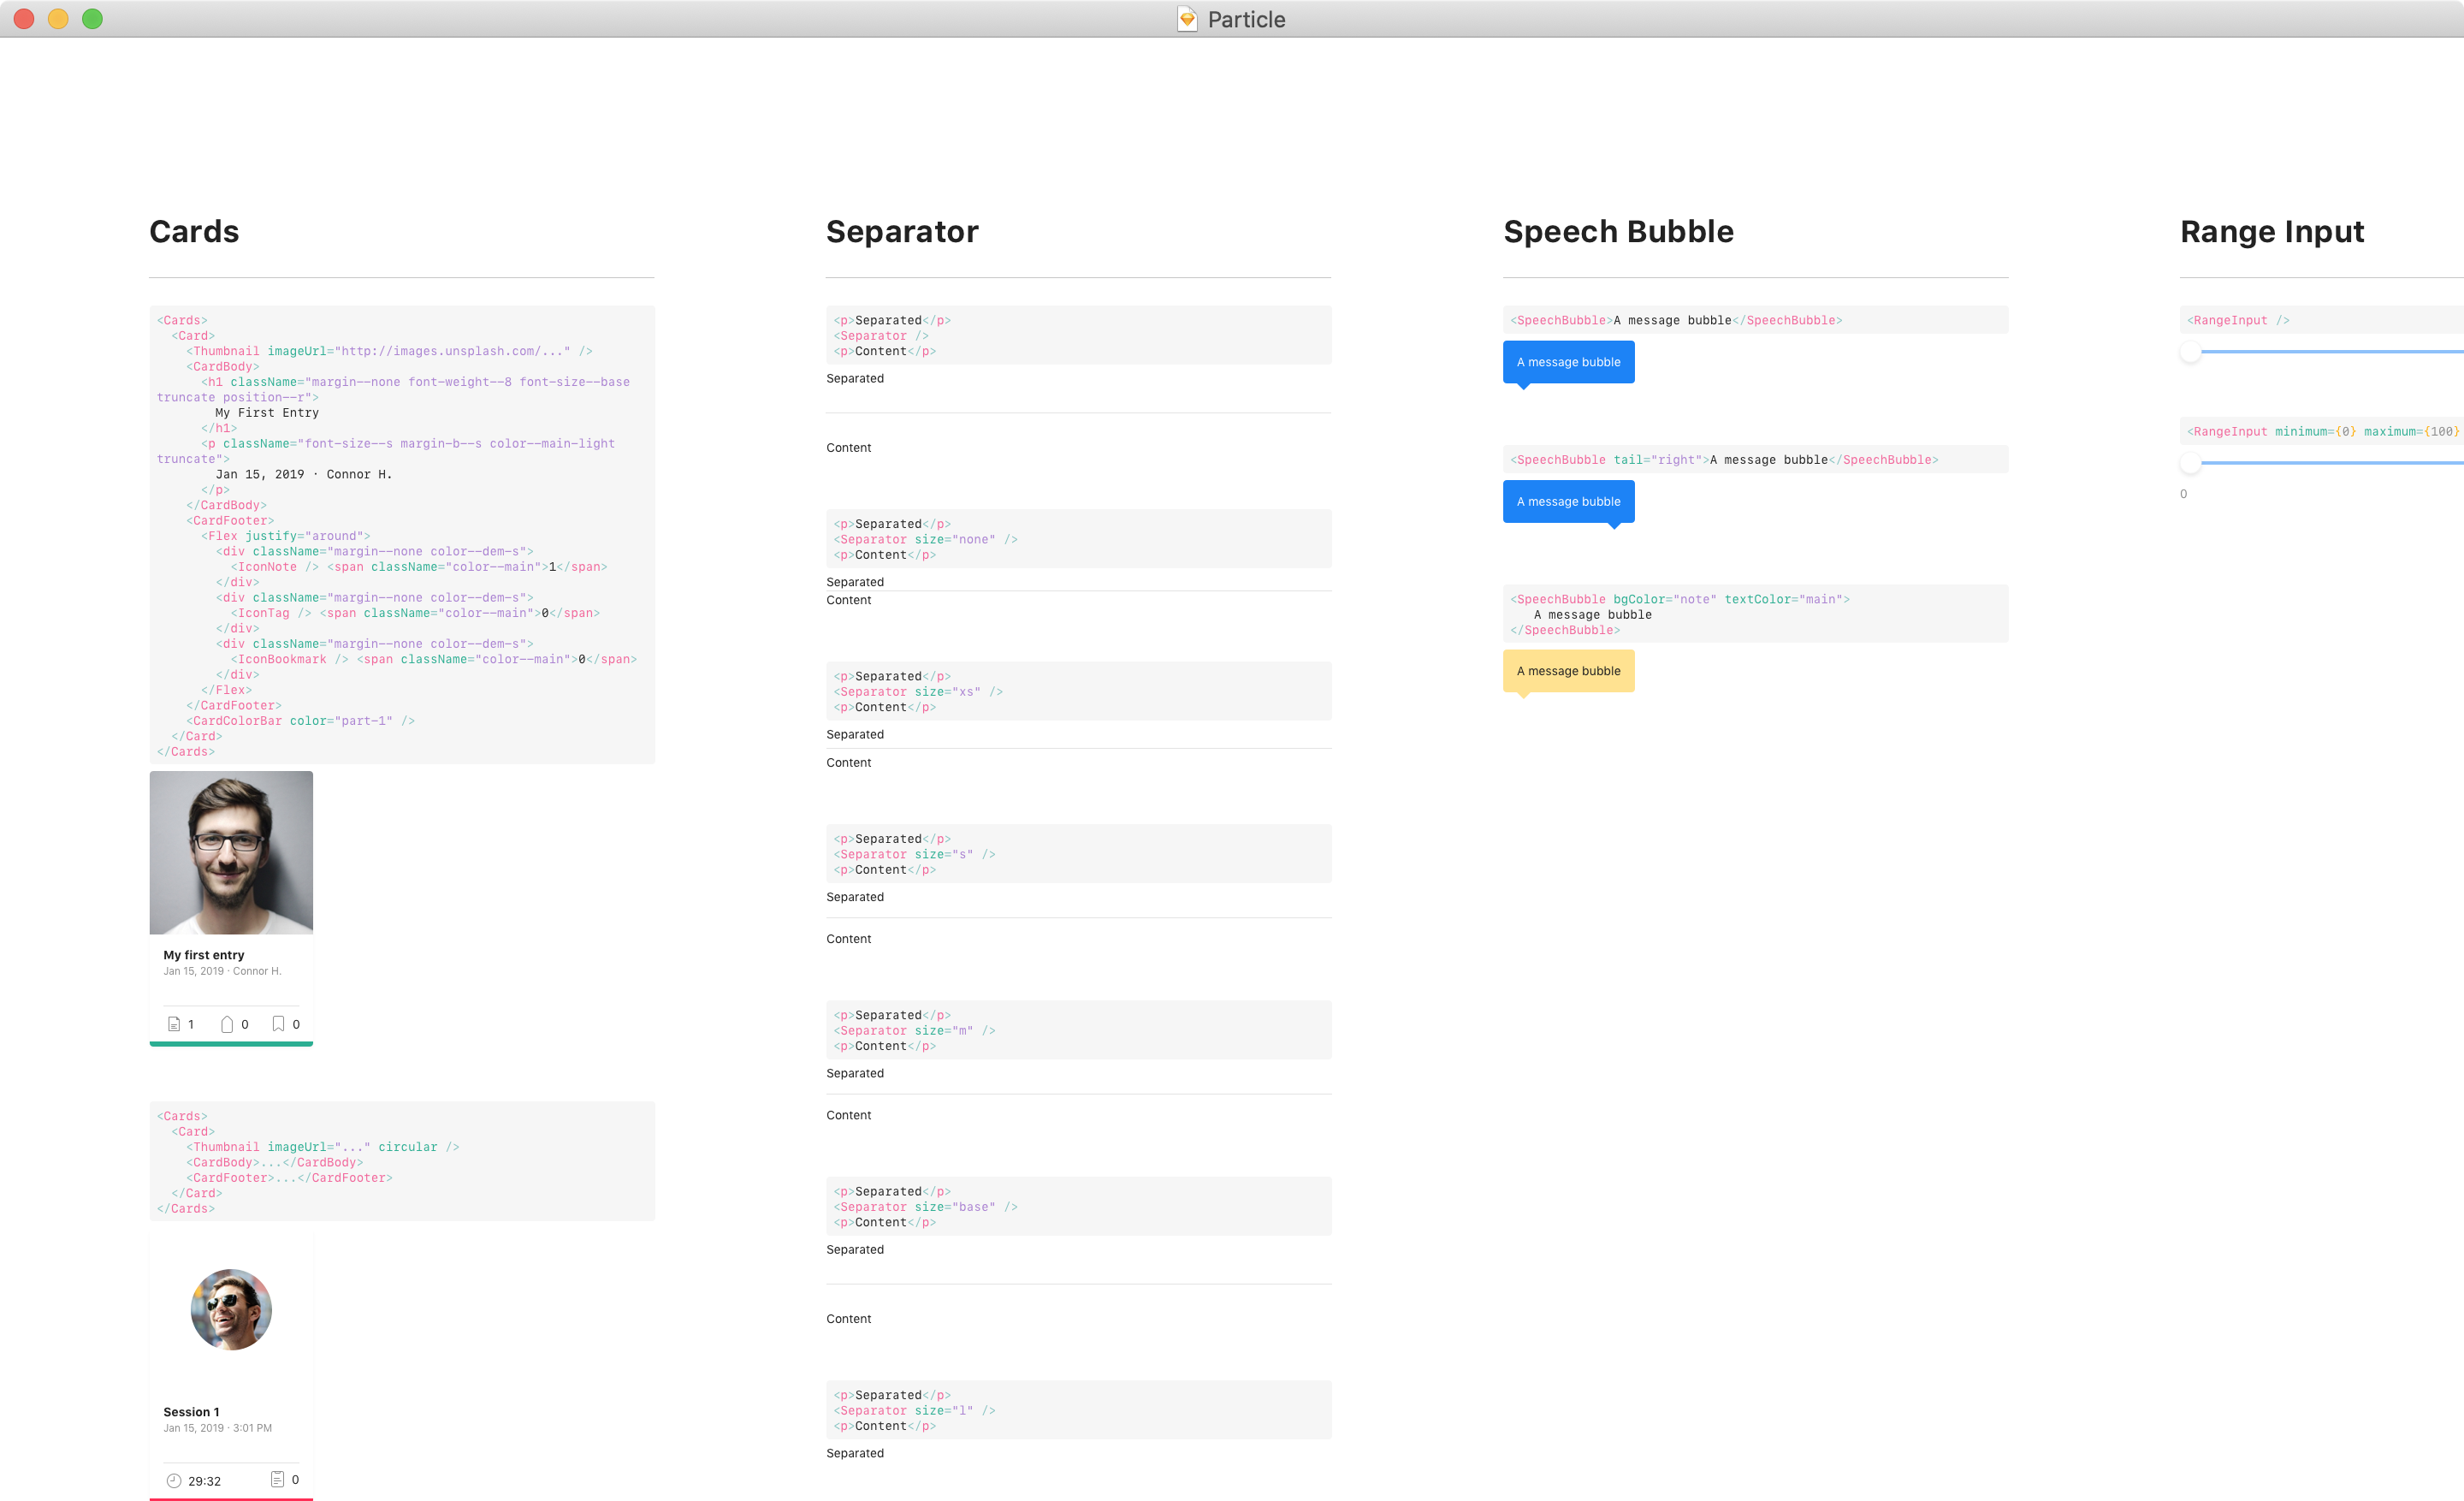 Particle
Cards
<Cards>
<Card>
<Thumbnail imageUrl="http://images.unsplash.com/..." />
<CardBody>
<h1 className="margin--none font-weight--8 font-size--base
truncate position--r">
My First Entry
</h1>
<p className="font-size--s margin-b--s color--main-light
truncate">
Jan 15, 2019 · Connor H.
</p>
</CardBody>
<CardFooter>
<Flex justify="around">
<div className="margin--none color--dem-s">
<IconNote /> <span className="color--main">1</span>
</div>
<div className="margin--none color--dem-s">
<IconTag /> <span className="color--main">0</span>
</div>
<div className="margin--none color--dem-s">
<IconBookmark /> <span className="color--main">0</span>
</div>
</Flex>
</CardFooter>
<CardColorBar color="part-1" />
</Card>
</Cards>
My first entry
Jan 15, 2019 · Connor H.
1 0 0
<Cards>
<Card>
<Thumbnail imageUrl="..." circular />
<CardBody>...</CardBody>
<CardFooter>...</CardFooter>
</Card>
</Cards>
Session 1
Jan 15, 2019 · 3:01 PM
29:32 0
Separator
<p>Separated</p>
<Separator />
<p>Content</p>
Separated
Content
<p>Separated</p>
<Separator size="none" />
<p>Content</p>
Separated
Content
<p>Separated</p>
<Separator size="xs" />
<p>Content</p>
Separated
Content
<p>Separated</p>
<Separator size="s" />
<p>Content</p>
Separated
Content
<p>Separated</p>
<Separator size="m" />
<p>Content</p>
Separated
Content
<p>Separated</p>
<Separator size="base" />
<p>Content</p>
Separated
Content
<p>Separated</p>
<Separator size="l" />
<p>Content</p>
Separated
Speech Bubble
<SpeechBubble>A message bubble</SpeechBubble>
A message bubble
<SpeechBubble tail="right">A message bubble</SpeechBubble>
A message bubble
<SpeechBubble bgColor="note" textColor="main">
A message bubble
</SpeechBubble>
A message bubble
Range Input
<RangeInput />
<RangeInput minimum={0} maximum={100}
0